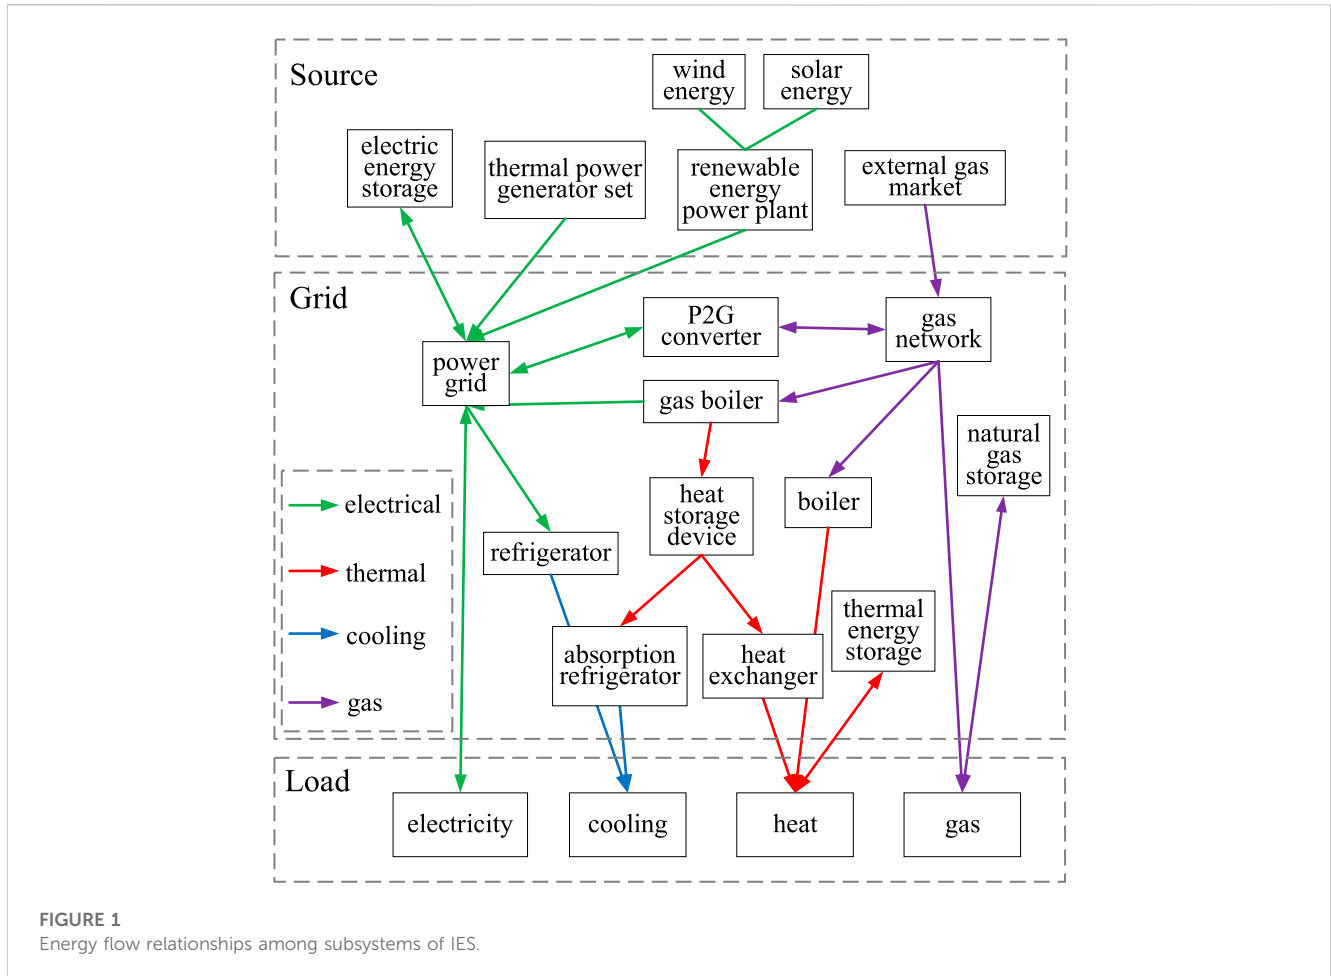 Source
wind
energy
solar
energy
electric
energy
storage
thermal power
generator set
renewable
energy
power plant
external gas
market
Grid
P2G
converter
gas
network
power
grid
gas boiler
natural
gas
storage
electrical
thermal
cooling
gas
heat
storage
device
boiler
refrigerator
thermal
energy
storage
absorption
refrigerator
heat
exchanger
Load
electricity
cooling
heat
gas
FIGURE 1
Energy flow relationships among subsystems of IES.